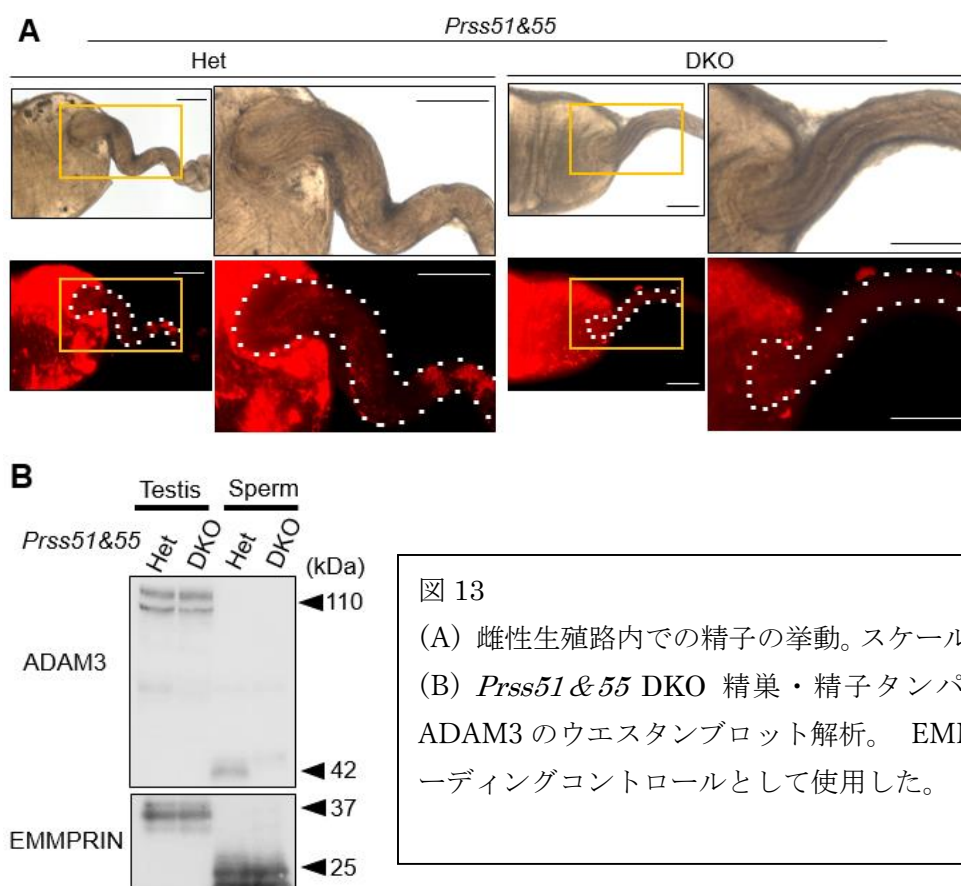 A
Prss51&55
Het
DKO
B
Testis
Sperm
Prss51&55
Het
DKO
Het
DKO
(kDa)
110
ADAM3
42
37
EMMPRIN
25
図 13
(A) 雌性生殖路内での精子の挙動。スケール
(B) Prss51&55 DKO 精巣・精子タンパ
ADAM3 のウエスタンブロット解析。 EM
ーディングコントロールとして使用した。